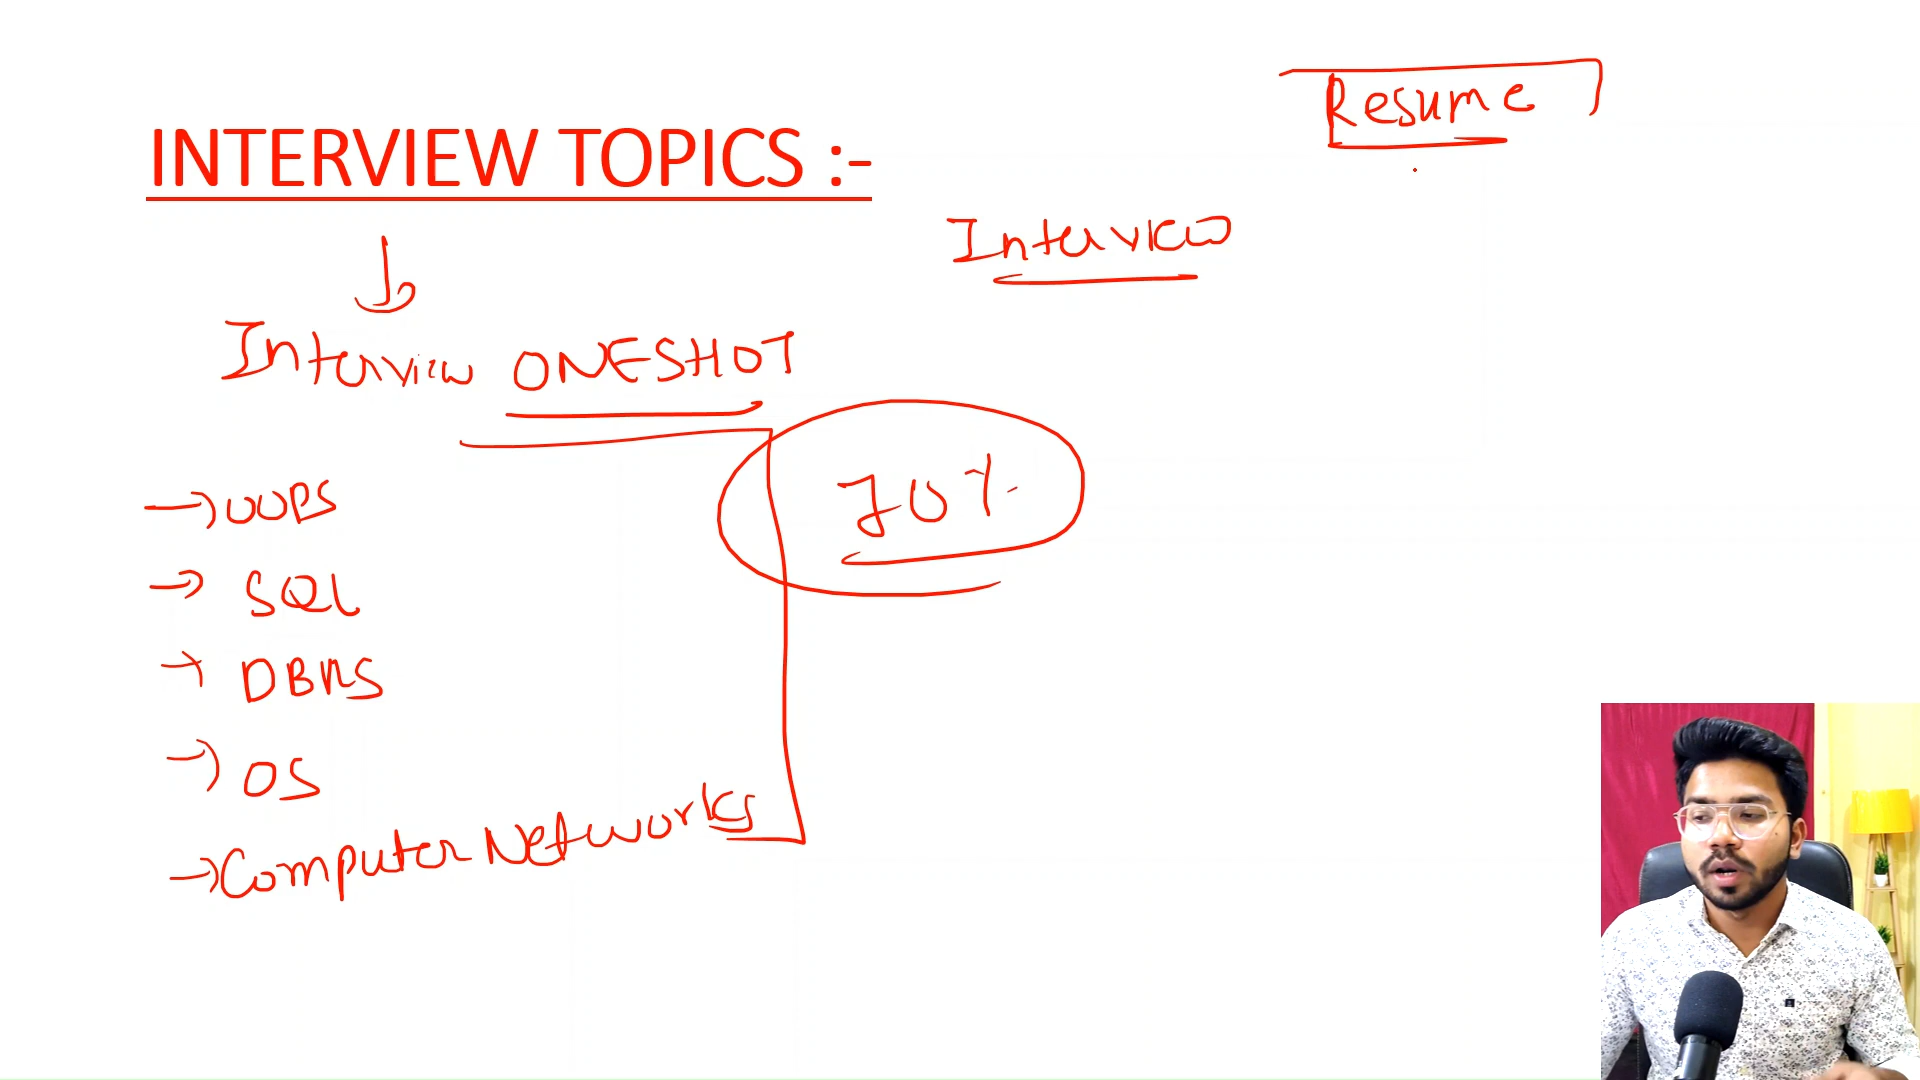 Resume
INTERVIEW TOPICS :-
Interview
Interview ONESHOT
70%
→ OOPS
→ SQL
→ DBMS
→ OS
→ Computer Networks